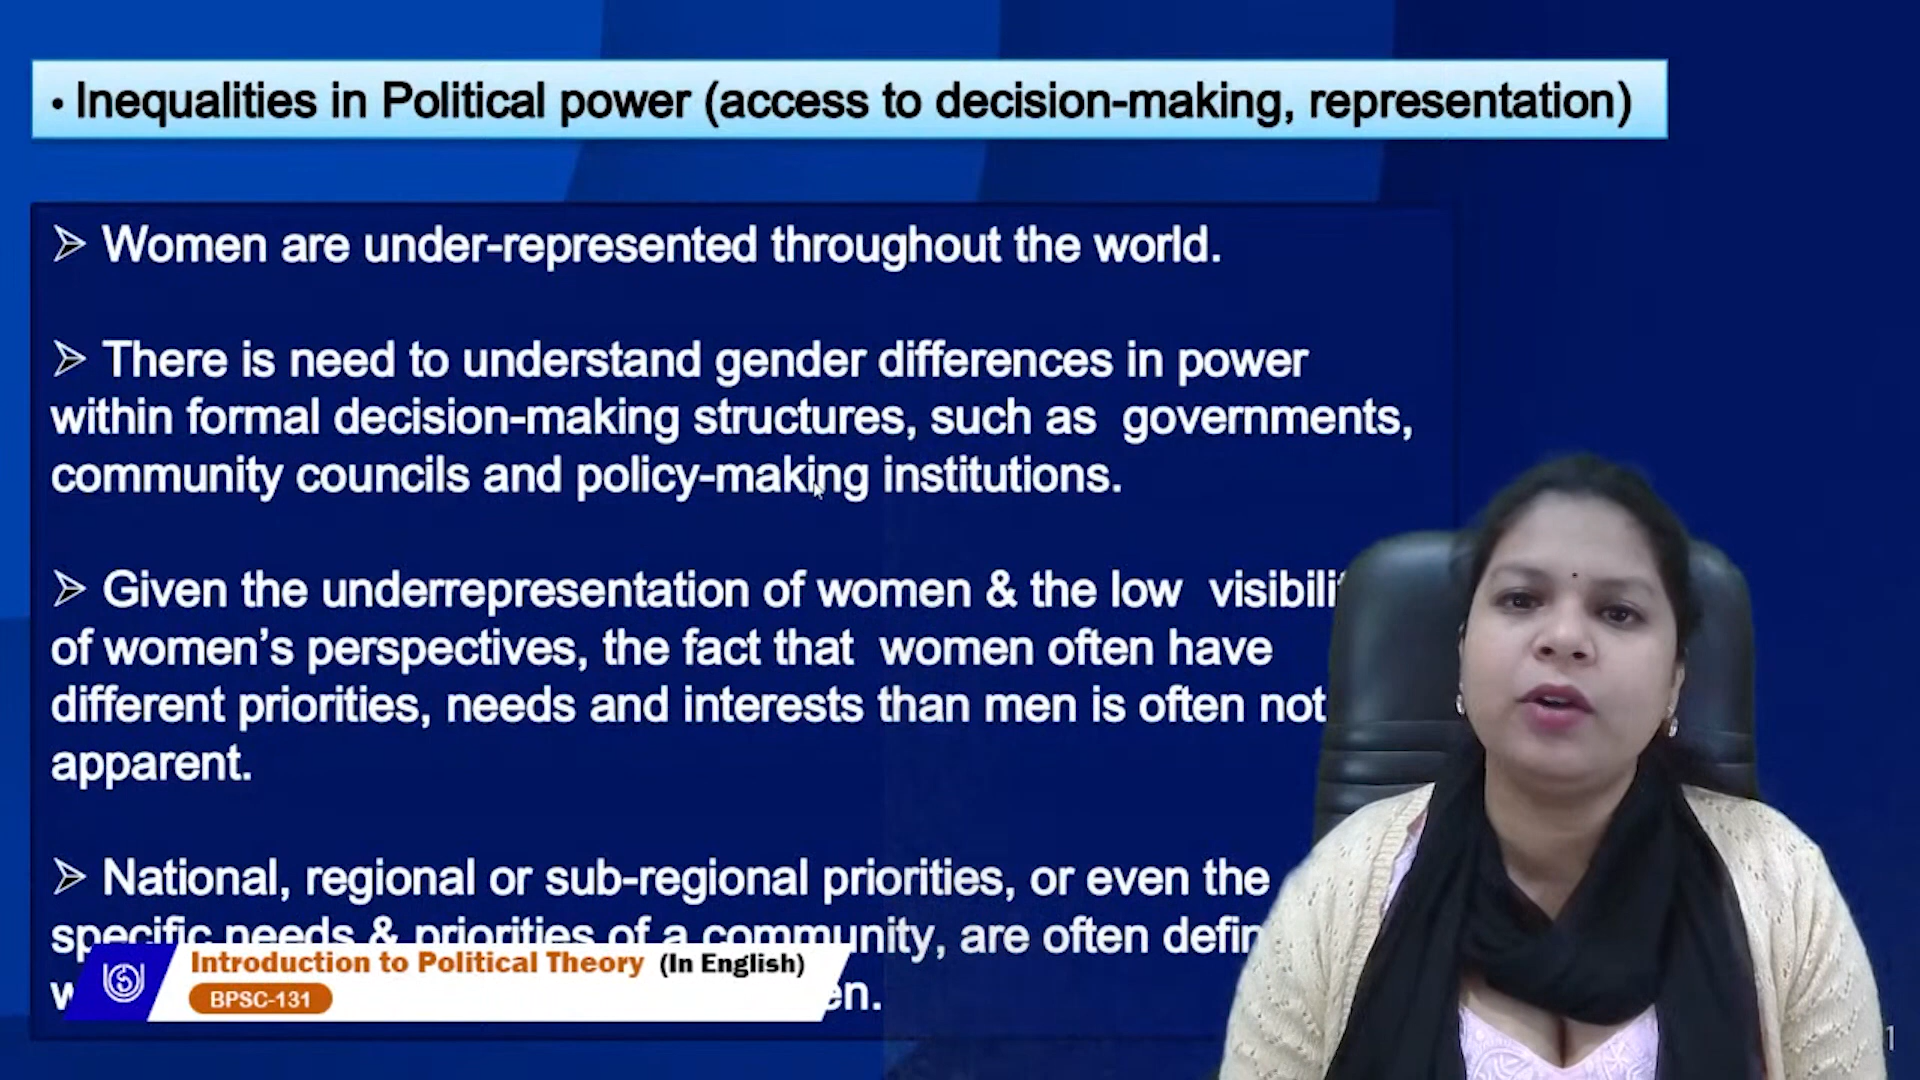 • Inequalities in Political power (access to decision-making, representation)
➢ Women are under-represented throughout the world.
➢ There is need to understand gender differences in power
within formal decision-making structures, such as governments,
community councils and policy-making institutions.
➢ Given the underrepresentation of women & the low
of women’s perspectives, the fact that women often have
different priorities, needs and interests than men is often not
apparent.
➢ National, regional or sub-regional priorities, or even the
specific needs & priorities of a community, are often
Introduction to Political Theory (In English)
BPSC-131
1